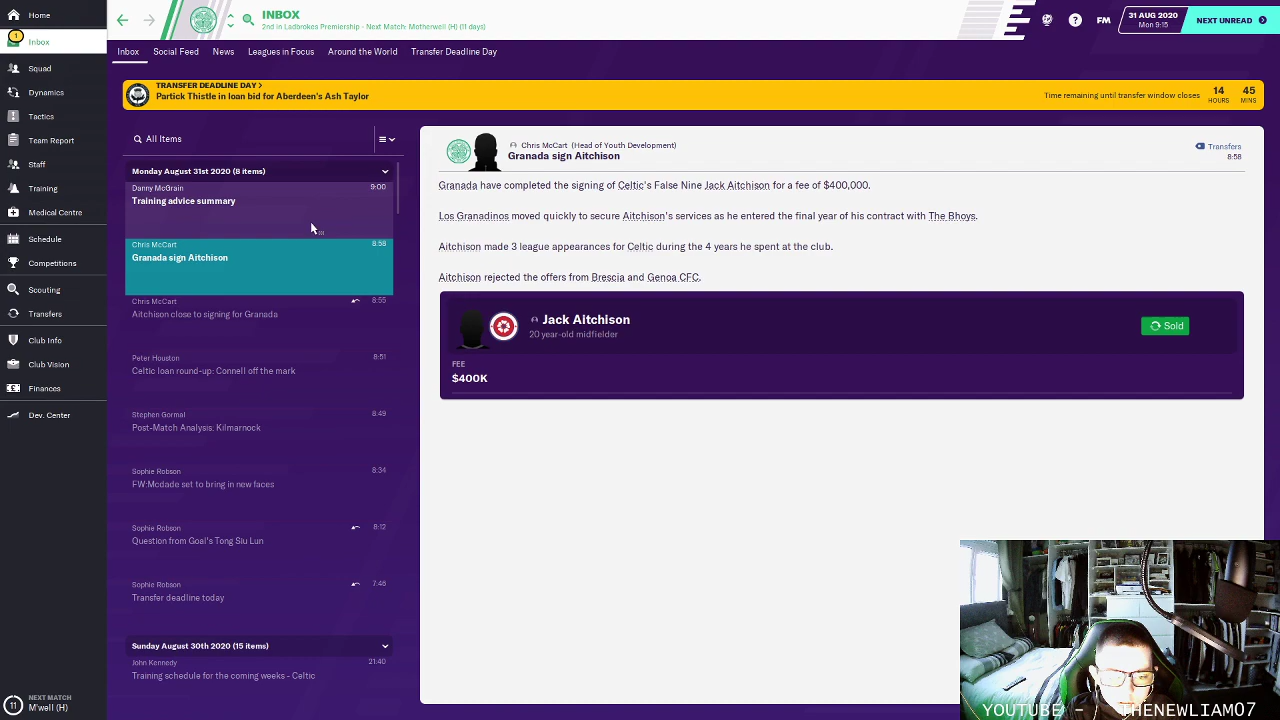 INBOX
2nd in Ladbrokes Premiership - Next Match: Motherwell (H) (11 days)
FM
31 AUG 2020
Mon 9:15
NEXT UNREAD
1
Inbox
Squad
Dynamics
Tactics
Team Report
Staff
Training
Medical Centre
Schedule
Competitions
Scouting
Transfers
Club Info
Club Vision
Finances
Dev. Center
NEXT MATCH
11
M'well (H)
Inbox Social Feed News Leagues in Focus Around the World Transfer Deadline Day
TRANSFER DEADLINE DAY >
Partick Thistle in loan bid for Aberdeen's Ash Taylor
Time remaining until transfer window closes
14 45
HOURS MINS
All Items
Monday August 31st 2020 (8 items)
Danny McGrain 9:00
Training advice summary
Chris McCart 8:58
Granada sign Aitchison
Chris McCart 8:55
Aitchison close to signing for Granada
Peter Houston 8:51
Celtic loan round-up: Connell off the mark
Stephen Gormal 8:49
Post-Match Analysis: Kilmarnock
Sophie Robson 8:34
FW:Mcdade set to bring in new faces
Sophie Robson 8:12
Question from Goal's Tong Siu Lun
Sophie Robson 7:48
Transfer deadline today
Sunday August 30th 2020 (15 items)
John Kennedy 21:40
Training schedule for the coming weeks - Celtic
Chris McCart (Head of Youth Development)
Granada sign Aitchison
Transfers
8:58
Granada have completed the signing of Celtic's False Nine Jack Aitchison for a fee of $400,000.
Los Granadinos moved quickly to secure Aitchison's services as he entered the final year of his contract with The Bhoys.
Aitchison made 3 league appearances for Celtic during the 4 years he spent at the club.
Aitchison rejected the offers from Brescia and Genoa CFC.
Jack Aitchison
20 year-old midfielder
Sold
FEE
$400K
YOUTUBE - / THENEWLIAM07